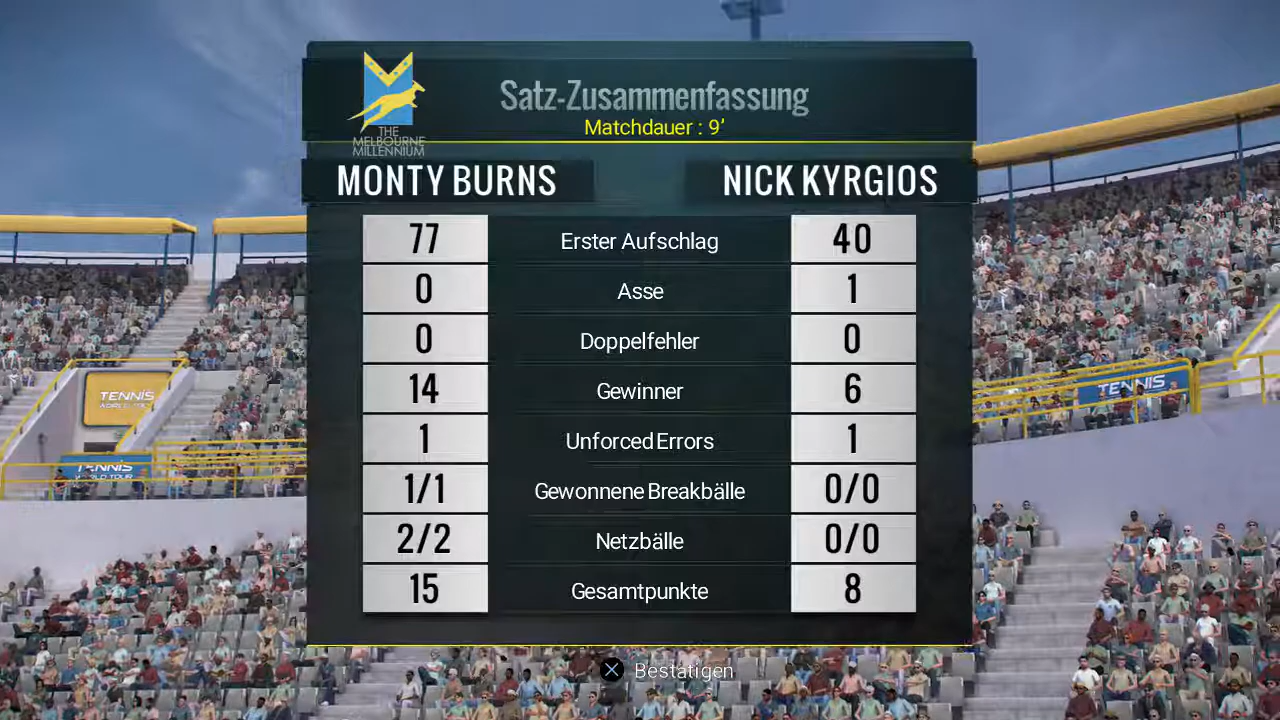 Satz-Zusammenfassung
Matchdauer : 9’
THE
MELBOURNE
MILLENNIUM
MONTY BURNS NICK KYRGIOS
77 Erster Aufschlag 40
0 Asse 1
0 Doppelfehler 0
14 Gewinner 6
1 Unforced Errors 1
1/1 Gewonnene Breakbälle 0/0
2/2 Netzbälle 0/0
15 Gesamtpunkte 8
TENNIS
TENNIS
TENNIS
WORLD TOUR
Bestätigen